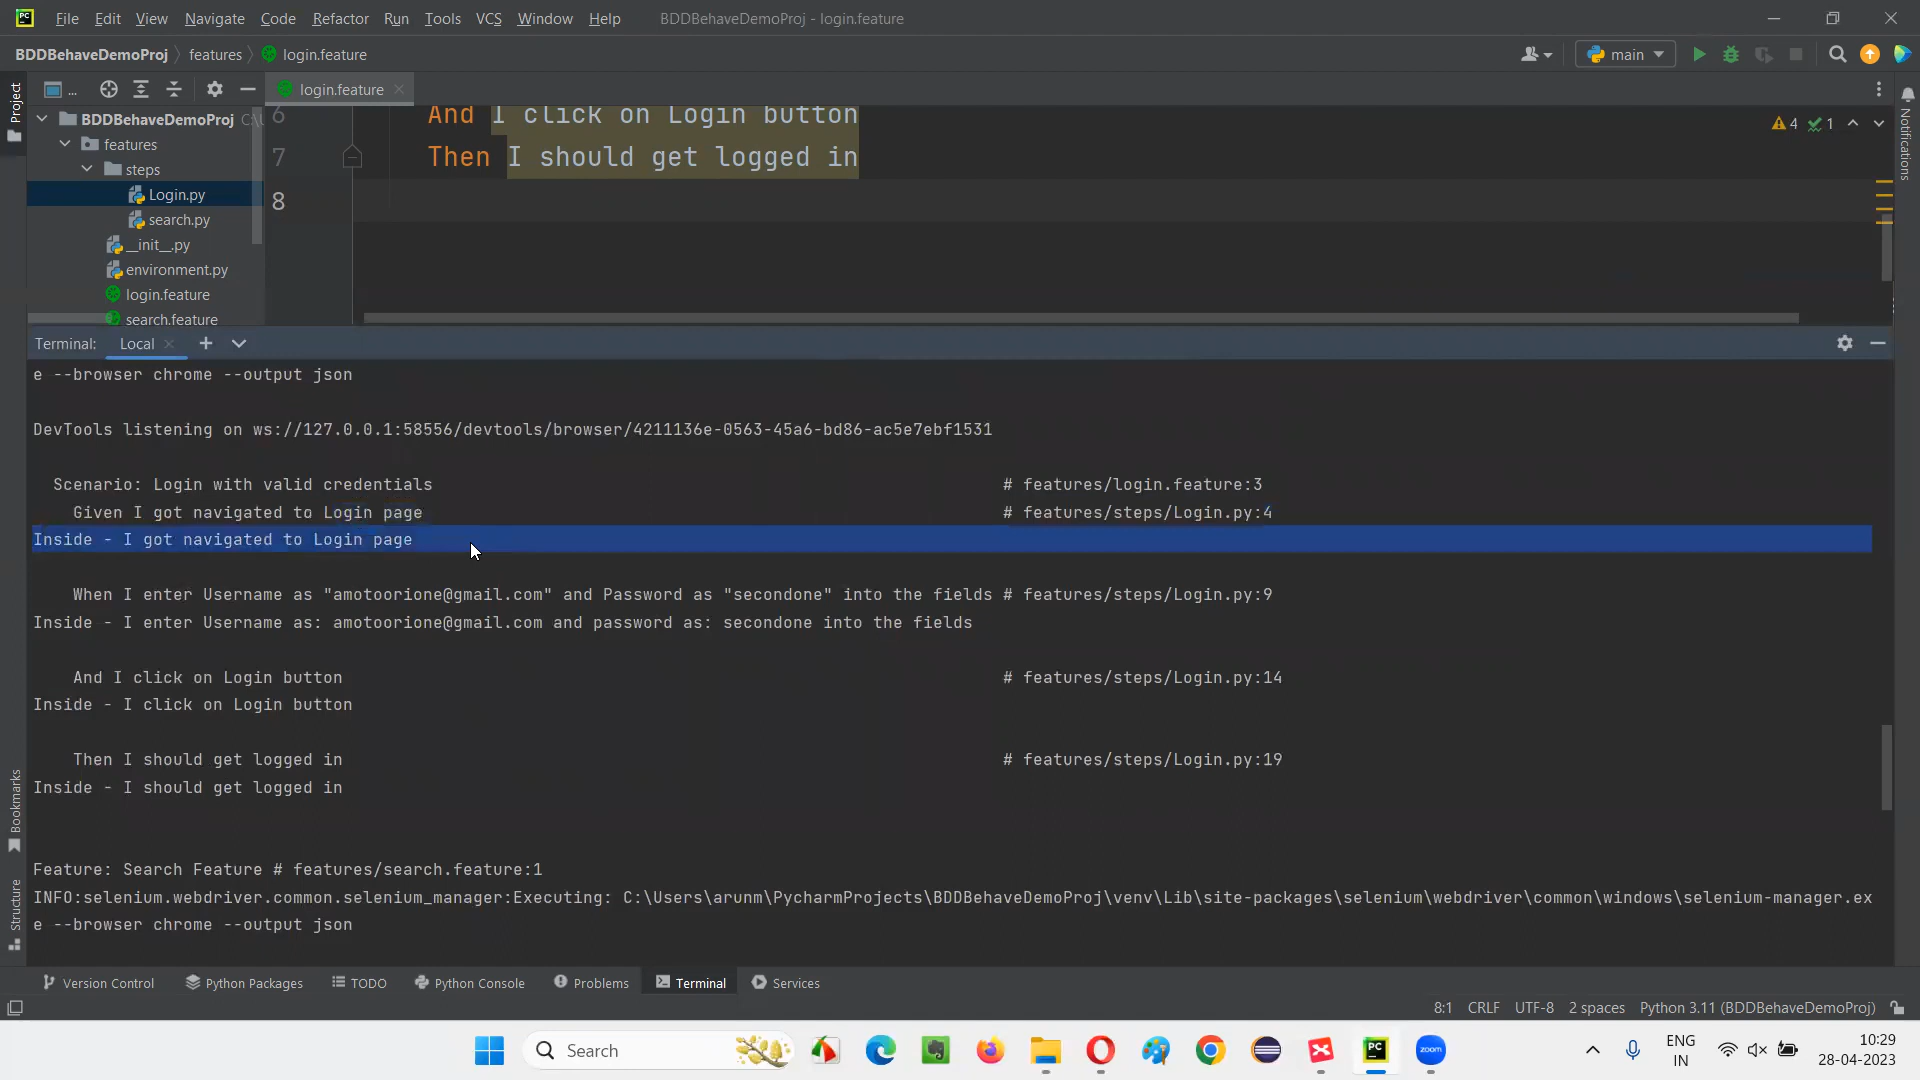 File Edit View Navigate Code Refactor Run Tools VCS Window Help BDDBehaveDemoProj - login.feature
BDDBehaveDemoProj features login.feature main
Project ... login.feature
BDDBehaveDemoProj
features
steps
Login.py
search.py
__init__.py
environment.py
login.feature
search.feature
6 And I click on Login button
7 Then I should get logged in
8
4 1
Notifications
Terminal: Local
e --browser chrome --output json
DevTools listening on ws://127.0.0.1:58556/devtools/browser/4211136e-0563-45a6-bd86-ac5e7ebf1531
Scenario: Login with valid credentials # features/login.feature:3
Given I got navigated to Login page # features/steps/Login.py:4
Inside - I got navigated to Login page
When I enter Username as "amotoorione@gmail.com" and Password as "secondone" into the fields # features/steps/Login.py:9
Inside - I enter Username as: amotoorione@gmail.com and password as: secondone into the fields
And I click on Login button # features/steps/Login.py:14
Inside - I click on Login button
Then I should get logged in # features/steps/Login.py:19
Inside - I should get logged in
Feature: Search Feature # features/search.feature:1
INFO:selenium.webdriver.common.selenium_manager:Executing: C:\Users\arunm\PycharmProjects\BDDBehaveDemoProj\venv\Lib\site-packages\selenium\webdriver\common\windows\selenium-manager.ex
e --browser chrome --output json
Bookmarks
Structure
Version Control Python Packages TODO Python Console Problems Terminal Services
8:1 CRLF UTF-8 2 spaces Python 3.11 (BDDBehaveDemoProj)
Search
PC
zoom
ENG
IN
10:29
28-04-2023